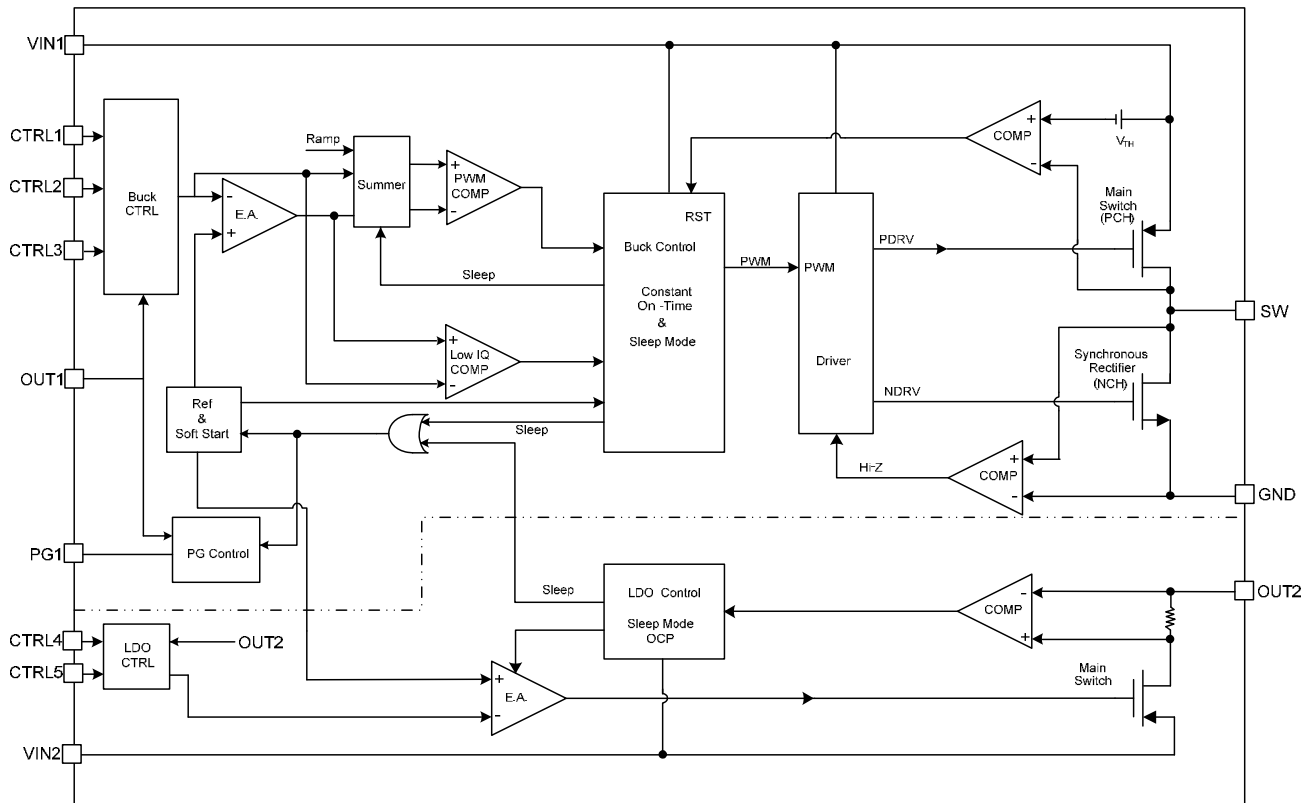 VIN1
CTRL1
CTRL2
CTRL3
Buck
CTRL
-
E.A.
+
Ramp
Summer
+
PWM
COMP
-
RST
Buck Control
Constant
On -Time
&
Sleep Mode
Sleep
PWM
PWM
Driver
PDRV
NDRV
HI-Z
+
COMP
-
VTH
Main
Switch
(PCH)
SW
Synchronous
Rectifier
(NCH)
+
COMP
-
GND
+
Low IQ
COMP
-
OUT1
Ref
&
Soft Start
Sleep
PG1
PG Control
Sleep
LDO Control
Sleep Mode
OCP
-
COMP
+
OUT2
CTRL4
CTRL5
LDO
CTRL
OUT2
+
E.A.
-
Main
Switch
VIN2